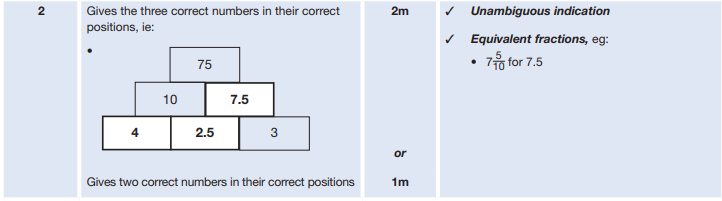 2 Gives the three correct numbers in their correct 2m ✓ Unambiguous indication
positions, ie:
✓ Equivalent fractions, eg:
• 
• 7 5/10 for 7.5
75
10 7.5
4 2.5 3
or
Gives two correct numbers in their correct positions 1m